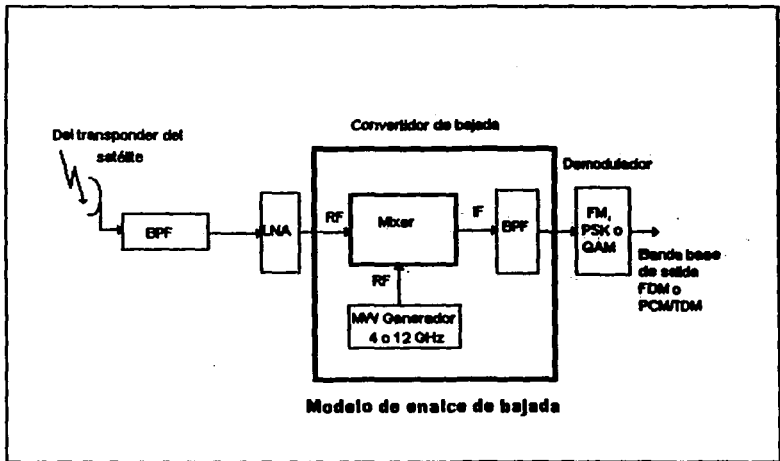 Del transponder del
satélite
BPF
LNA
Convertidor de bajada
RF
Mixer
IF
BPF
RF
MW Generador
4 o 12 GHz
Demodulador
FM,
PSK o
QAM
Banda base
de salida
FDM o
PCM/TDM
Modelo de enalce de bajada